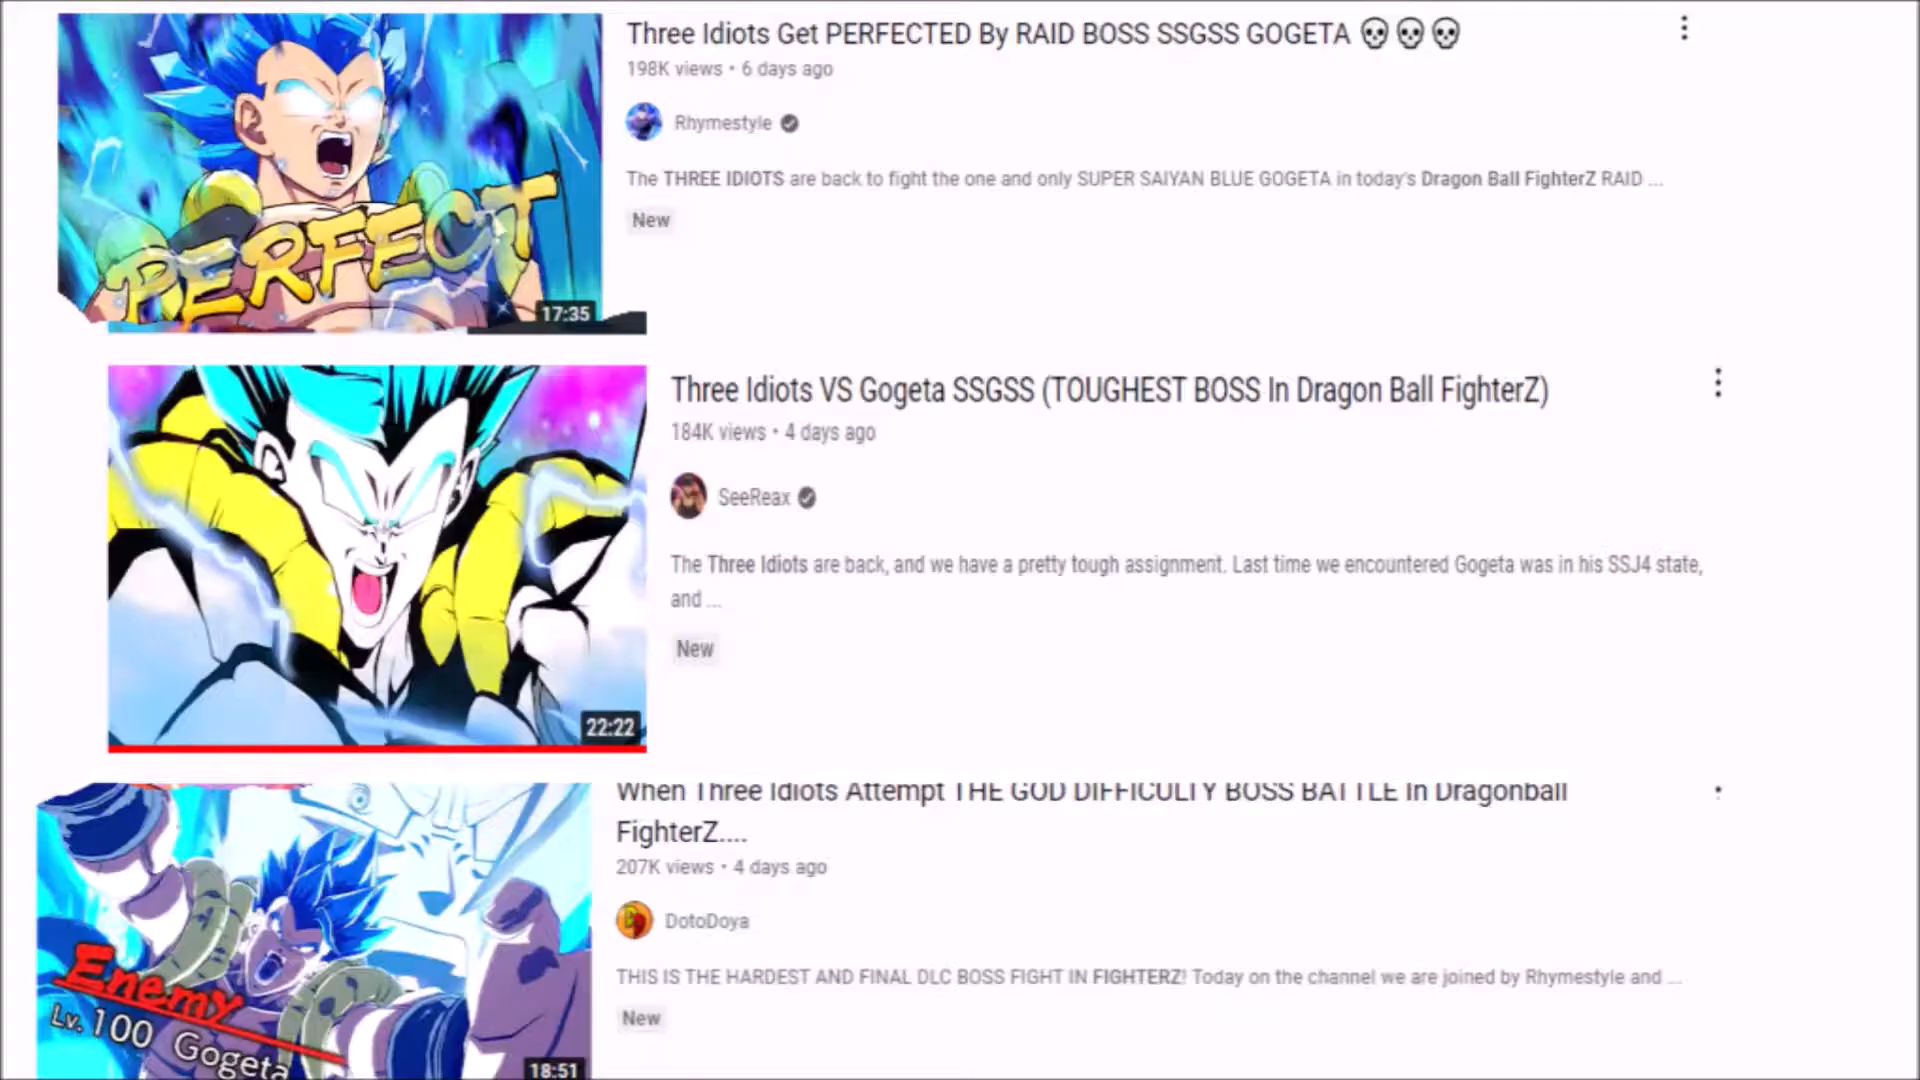 Three Idiots Get PERFECTED By RAID BOSS SSGSS GOGETA 💀💀💀
198K views • 6 days ago
Rhymestyle
The THREE IDIOTS are back to fight the one and only SUPER SAIYAN BLUE GOGETA in today's Dragon Ball FighterZ RAID ...
New
PERFECT
17:35
Three Idiots VS Gogeta SSGSS (TOUGHEST BOSS In Dragon Ball FighterZ)
184K views • 4 days ago
SeeReax
The Three Idiots are back, and we have a pretty tough assignment. Last time we encountered Gogeta was in his SSJ4 state,
and ...
New
22:22
When Three Idiots Attempt THE GOD DIFFICULTY BOSS BATTLE In Dragonball
FighterZ....
207K views • 4 days ago
DotoDoya
THIS IS THE HARDEST AND FINAL DLC BOSS FIGHT IN FIGHTERZ! Today on the channel we are joined by Rhymestyle and ...
New
Enemy
Lv. 100 Gogeta
18:51